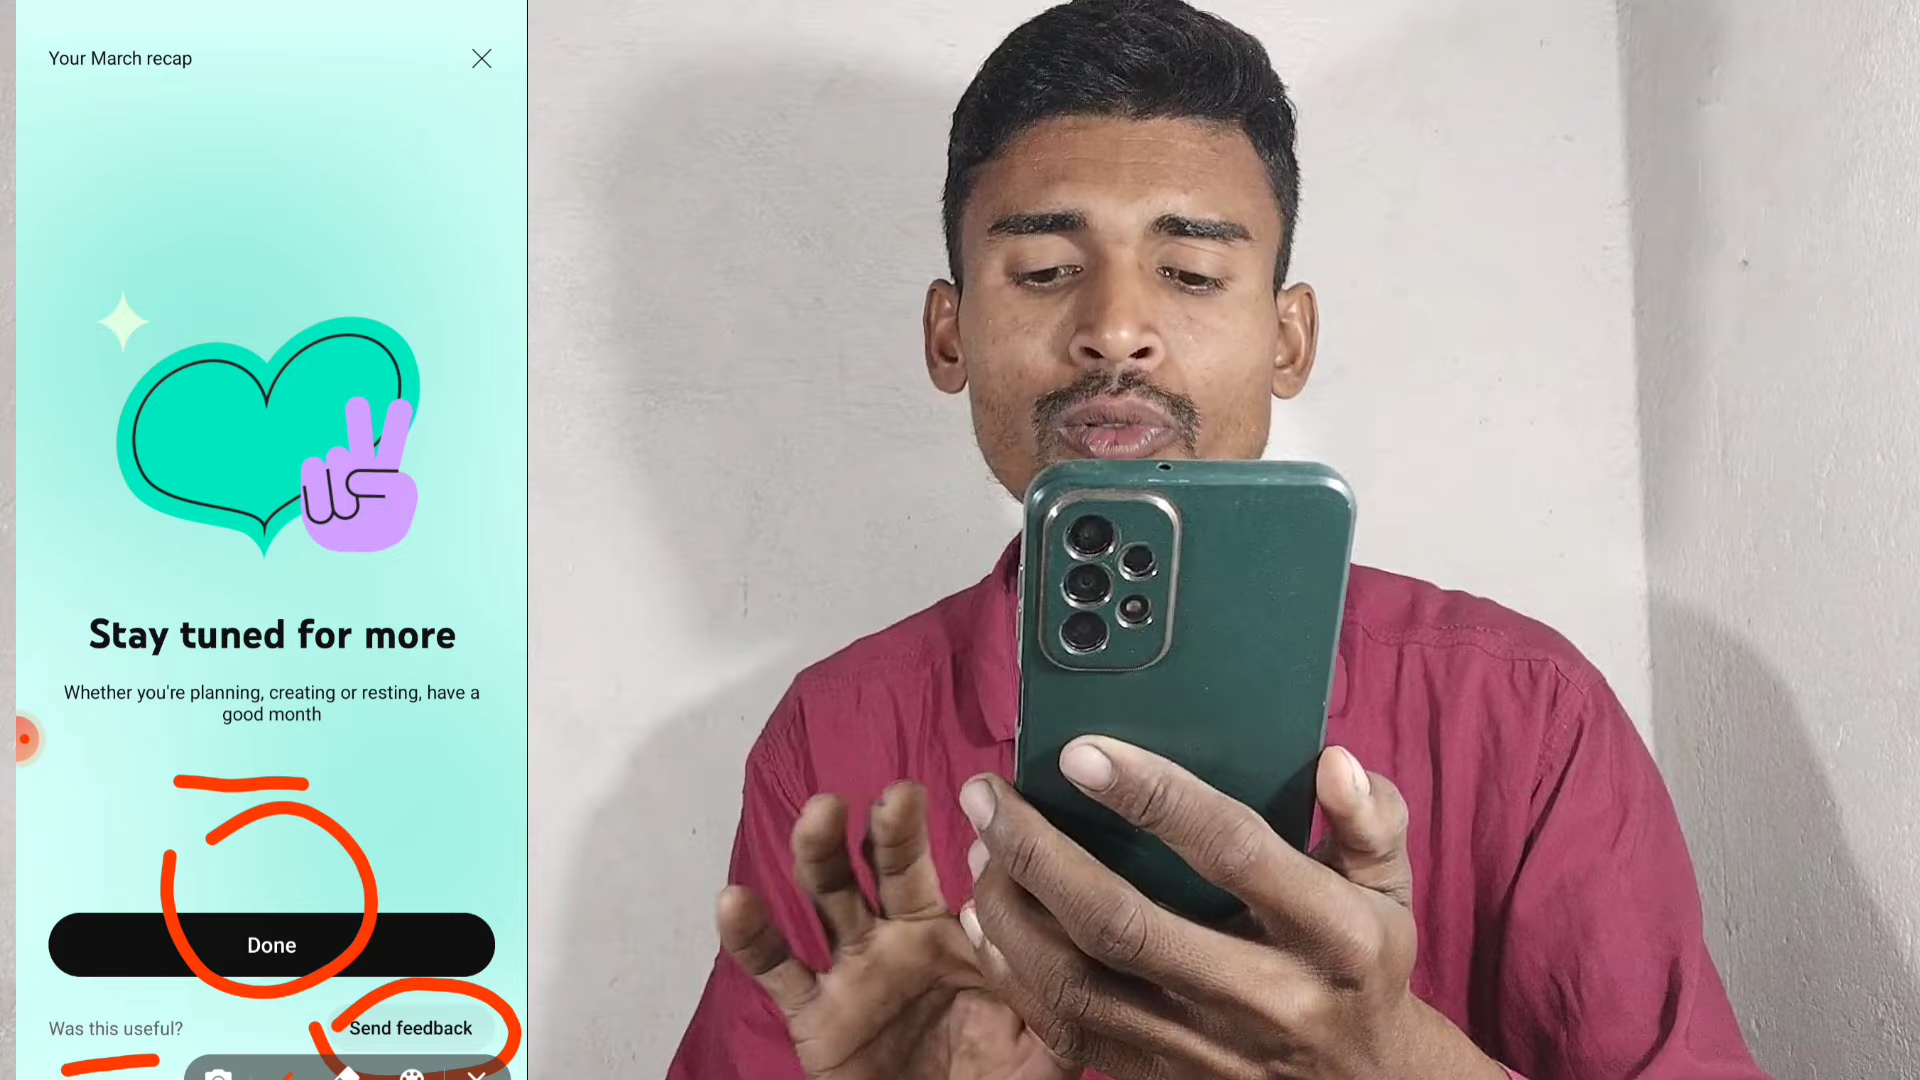 Your March recap
Stay tuned for more
Whether you're planning, creating or resting, have a
good month
Done
Was this useful?
Send feedback